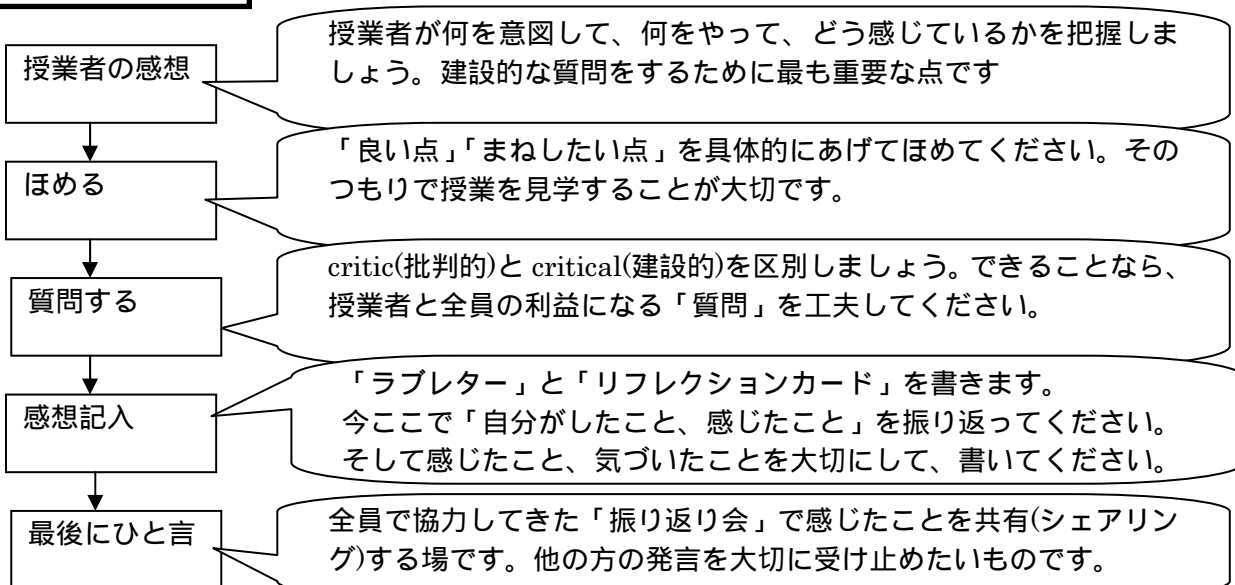 授業者の感想
授業者が何を意図して、何をやって、どう感じているかを把握しま
しょう。建設的な質問をするために最も重要な点です
ほめる
「良い点」「まねしたい点」を具体的にあげてほめてください。その
つもりで授業を見学することが大切です。
質問する
critic(批判的)と critical(建設的)を区別しましょう。できることなら、
授業者と全員の利益になる「質問」を工夫してください。
感想記入
「ラブレター」と「リフレクションカード」を書きます。
今ここで「自分がしたこと、感じたこと」を振り返ってください。
そして感じたこと、気づいたことを大切にして、書いてください。
最後にひと言
全員で協力してきた「振り返り会」で感じたことを共有(シェアリン
グ)する場です。他の方の発言を大切に受け止めたいものです。